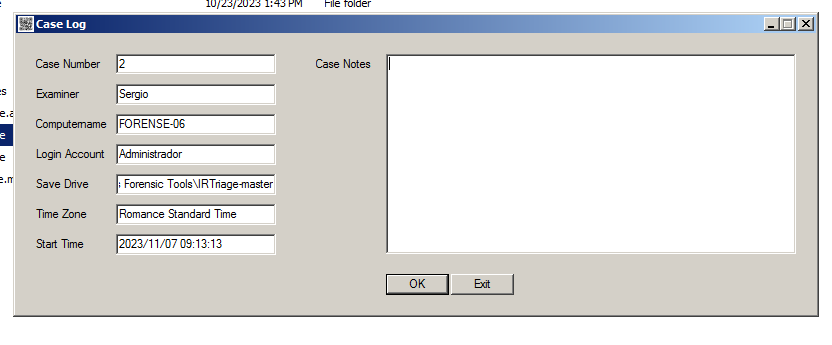 10/23/2023 1:43 PM File folder
Case Log
Case Number 2
Examiner Sergio
Computername FORENSE-06
Login Account Administrador
Save Drive Forensic Tools\IRTriage-master
Time Zone Romance Standard Time
Start Time 2023/11/07 09:13:13
Case Notes
OK Exit